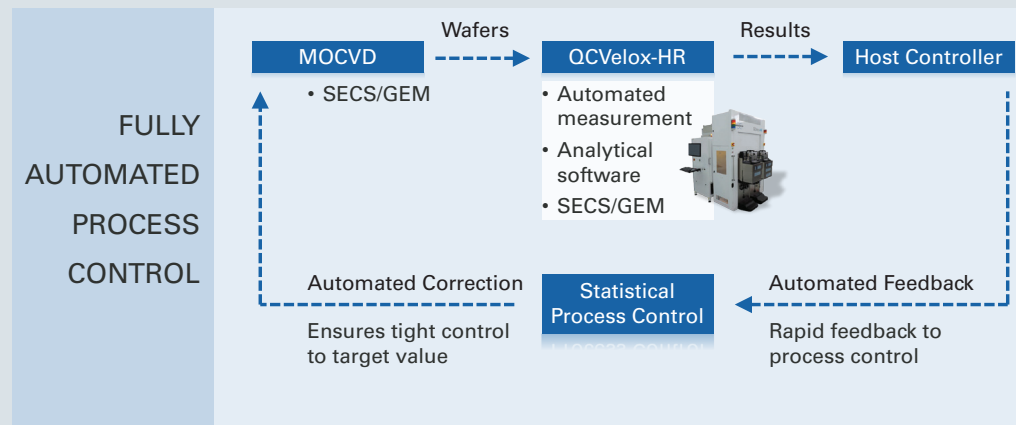 FULLY
AUTOMATED
PROCESS
CONTROL
Wafers
Results
MOCVD
QCVelox-HR
Host Controller
• SECS/GEM
• Automated
measurement
• Analytical
software
• SECS/GEM
Automated Correction
Ensures tight control
to target value
Statistical
Process Control
Automated Feedback
Rapid feedback to
process control